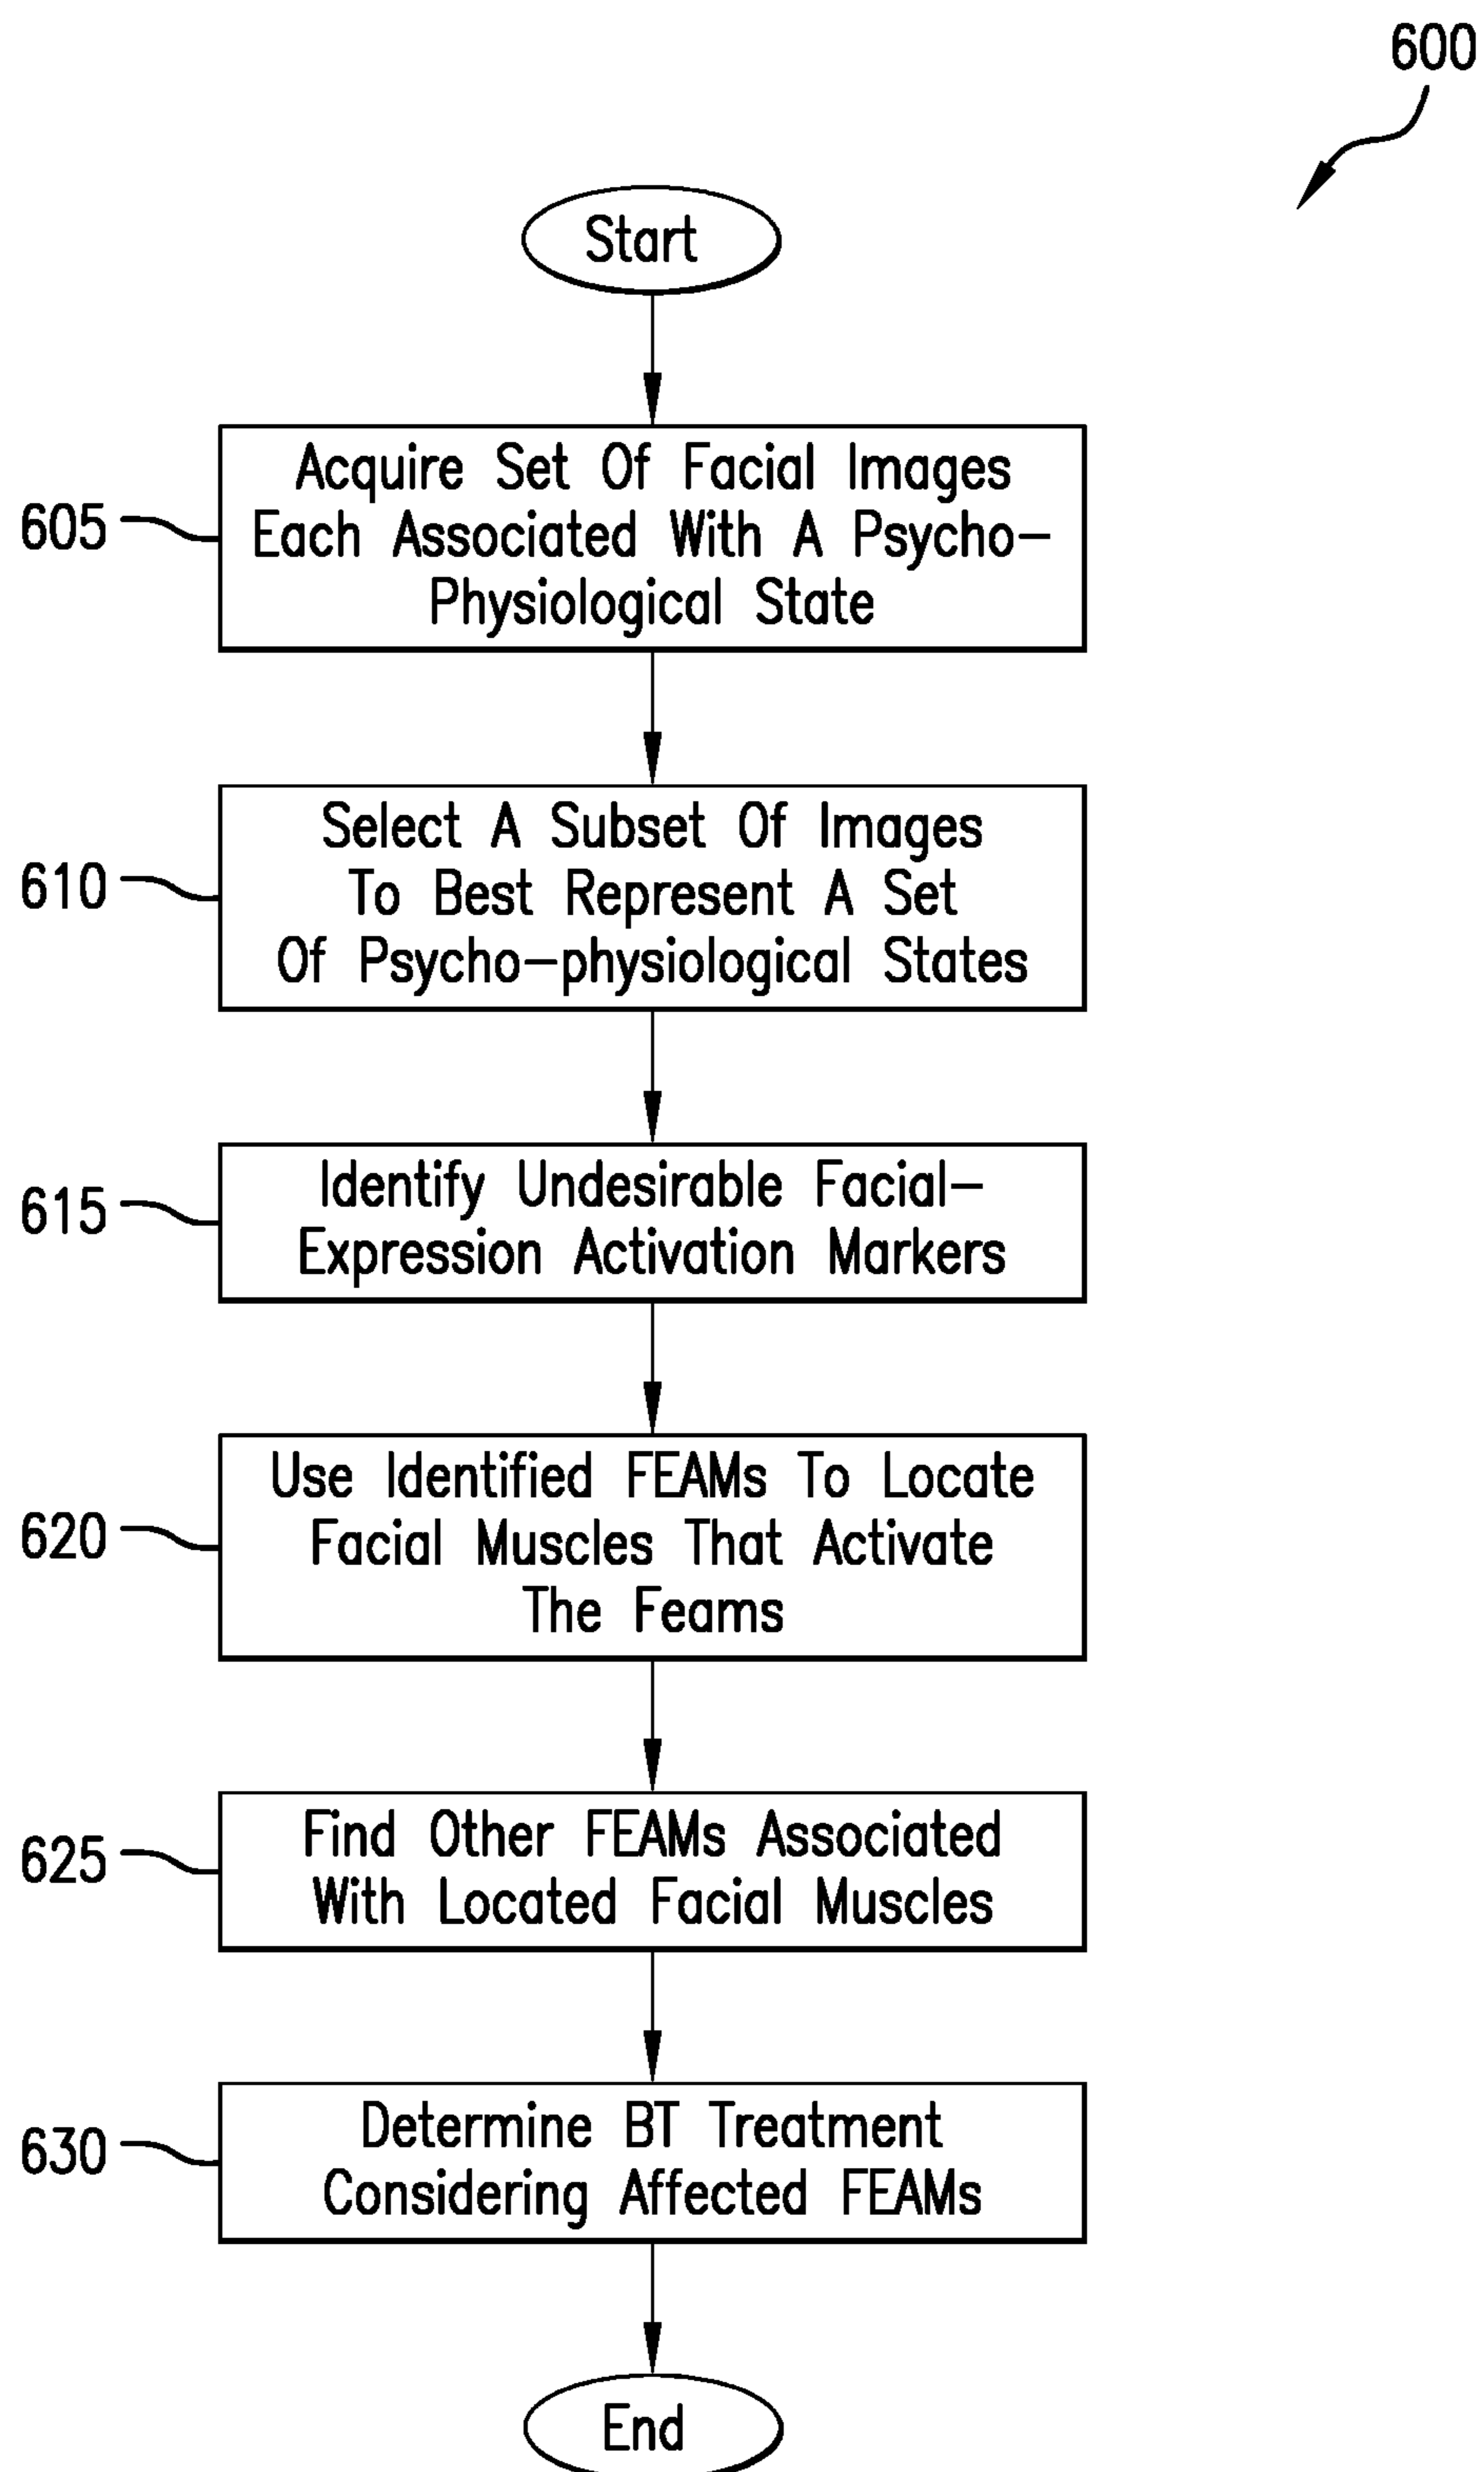 600
Start
605
Acquire Set Of Facial Images
Each Associated With A Psycho-
Physiological State
610
Select A Subset Of Images
To Best Represent A Set
Of Psycho-physiological States
615
Identify Undesirable Facial-
Expression Activation Markers
620
Use Identified FEAMs To Locate
Facial Muscles That Activate
The Feams
625
Find Other FEAMs Associated
With Located Facial Muscles
630
Determine BT Treatment
Considering Affected FEAMs
End